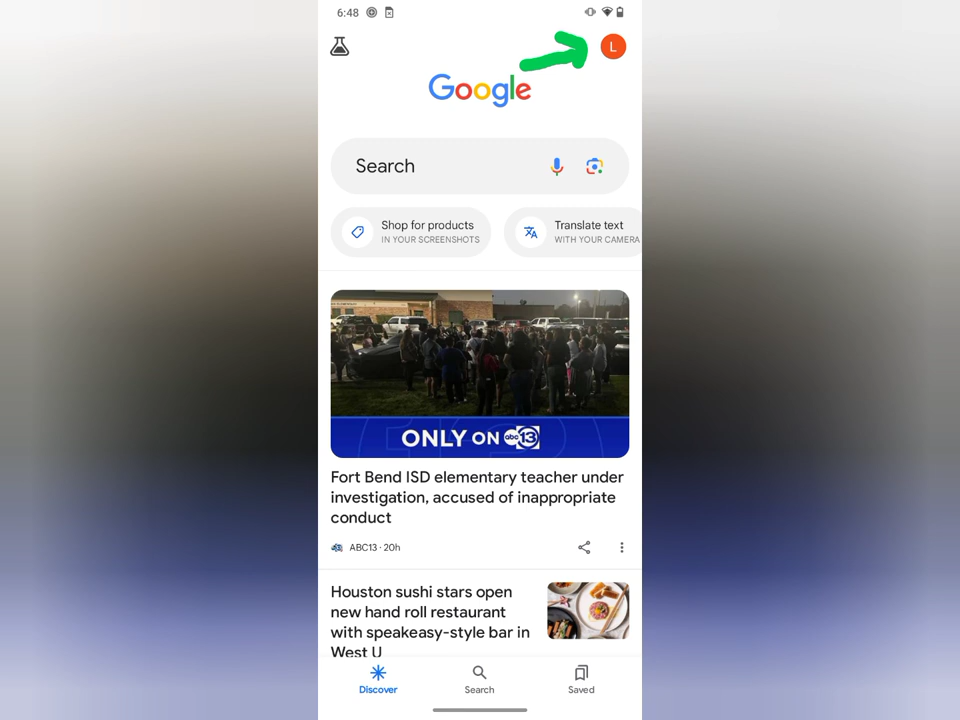 6:48
L
Google
Search
Shop for products
IN YOUR SCREENSHOTS
Translate text
WITH YOUR CAMERA
ONLY ON abc13
Fort Bend ISD elementary teacher under
investigation, accused of inappropriate
conduct
ABC13 · 20h
Houston sushi stars open
new hand roll restaurant
with speakeasy-style bar in
West U
Discover
Search
Saved